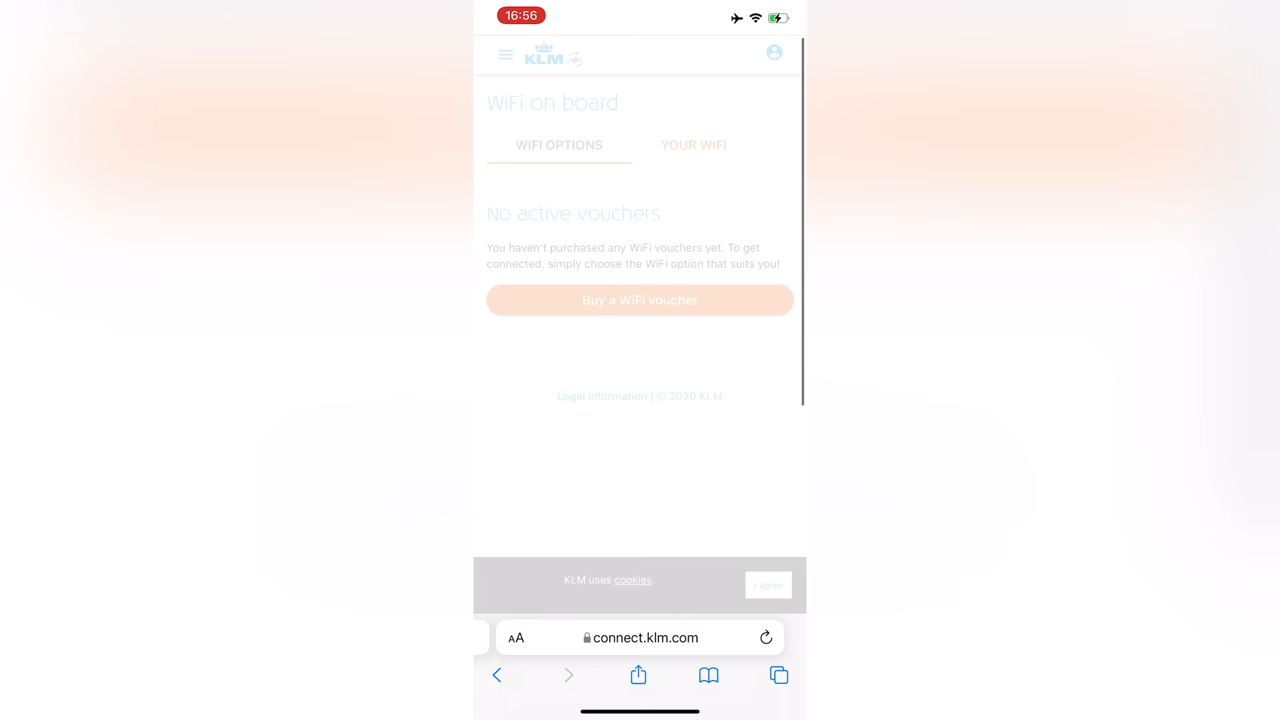 16:56
KLM
WiFi on board
WIFI OPTIONS
YOUR WIFI
No active vouchers
You haven't purchased any WiFi vouchers yet. To get
connected, simply choose the WiFi option that suits you!
Buy a WiFi voucher
Legal information | © 2020 KLM
KLM uses cookies.
I agree
AA
connect.klm.com